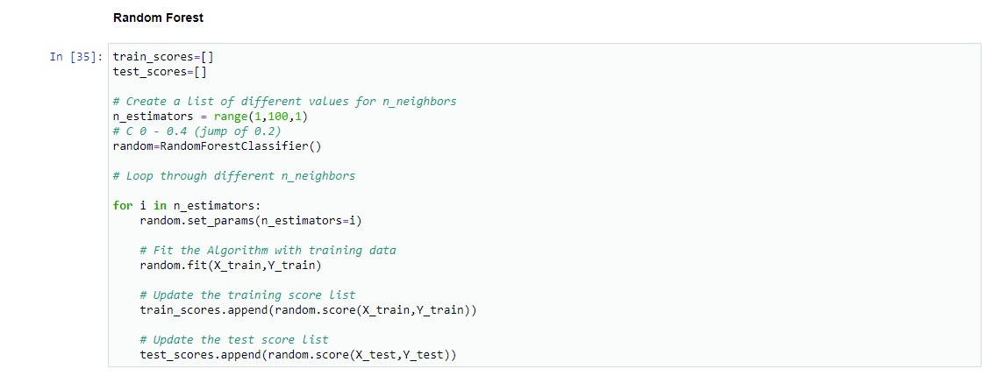 Random Forest
In [35]: train_scores=[]
test_scores=[]
# Create a list of different values for n_neighbors
n_estimators = range(1,100,1)
# C 0 - 0.4 (jump of 0.2)
random=RandomForestClassifier()
# Loop through different n_neighbors
for i in n_estimators:
random.set_params(n_estimators=i)
# Fit the Algorithm with training data
random.fit(X_train,Y_train)
# Update the training score list
train_scores.append(random.score(X_train,Y_train))
# Update the test score list
test_scores.append(random.score(X_test,Y_test))